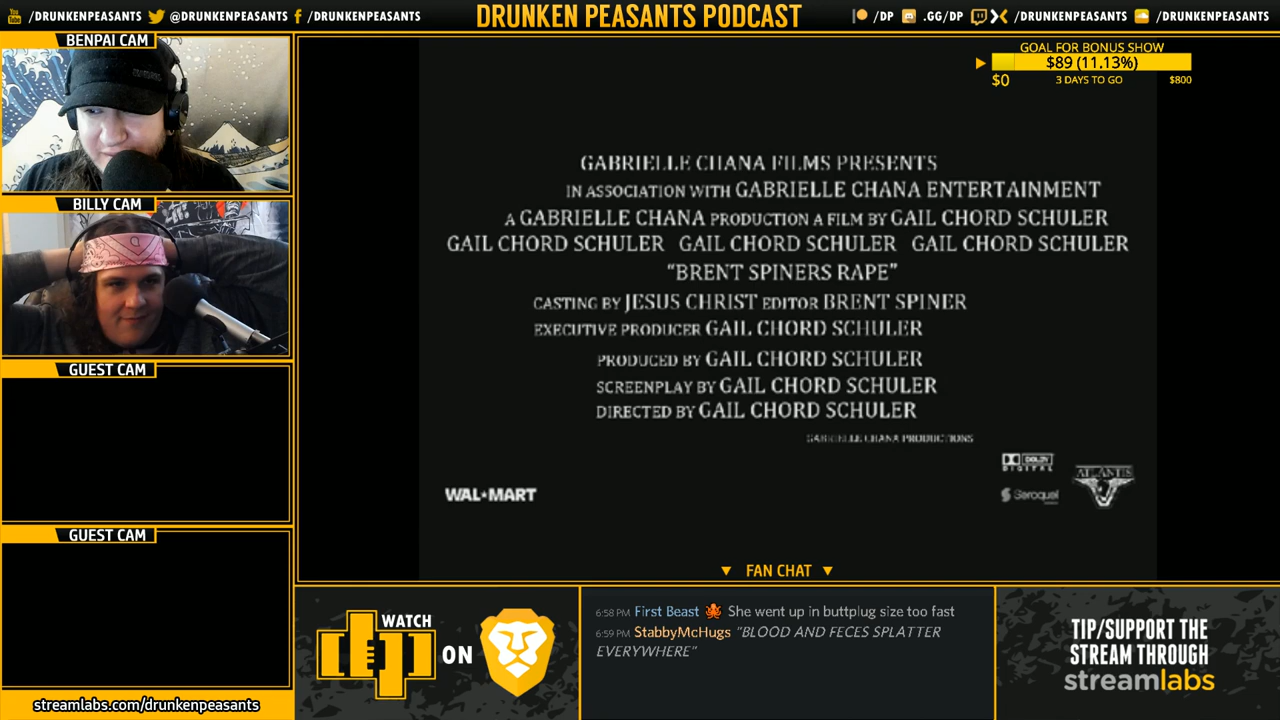 You Tube /DRUNKENPEASANTS @DRUNKENPEASANTS f /DRUNKENPEASANTS DRUNKEN PEASANTS PODCAST /DP .GG/DP /DRUNKENPEASANTS /DRUNKENPEASANTS
BENPAI CAM
BILLY CAM
GUEST CAM
GUEST CAM
streamlabs.com/drunkenpeasants
GOAL FOR BONUS SHOW
$89 (11.13%)
$0 3 DAYS TO GO $800
GABRIELLE CHANA FILMS PRESENTS
IN ASSOCIATION WITH GABRIELLE CHANA ENTERTAINMENT
A GABRIELLE CHANA PRODUCTION A FILM BY GAIL CHORD SCHULER
GAIL CHORD SCHULER GAIL CHORD SCHULER GAIL CHORD SCHULER
"BRENT SPINERS RAPE"
CASTING BY JESUS CHRIST EDITOR BRENT SPINER
EXECUTIVE PRODUCER GAIL CHORD SCHULER
PRODUCED BY GAIL CHORD SCHULER
SCREENPLAY BY GAIL CHORD SCHULER
DIRECTED BY GAIL CHORD SCHULER
GABRIELLE CHANA PRODUCTIONS
DOLBY DIGITAL
ATLANTIS
WAL★MART
Seroquel
▼ FAN CHAT ▼
WATCH
ON
6:58 PM First Beast 🐙 She went up in buttplug size too fast
6:59 PM StabbyMcHugs "BLOOD AND FECES SPLATTER
EVERYWHERE"
TIP/SUPPORT THE
STREAM THROUGH
streamlabs